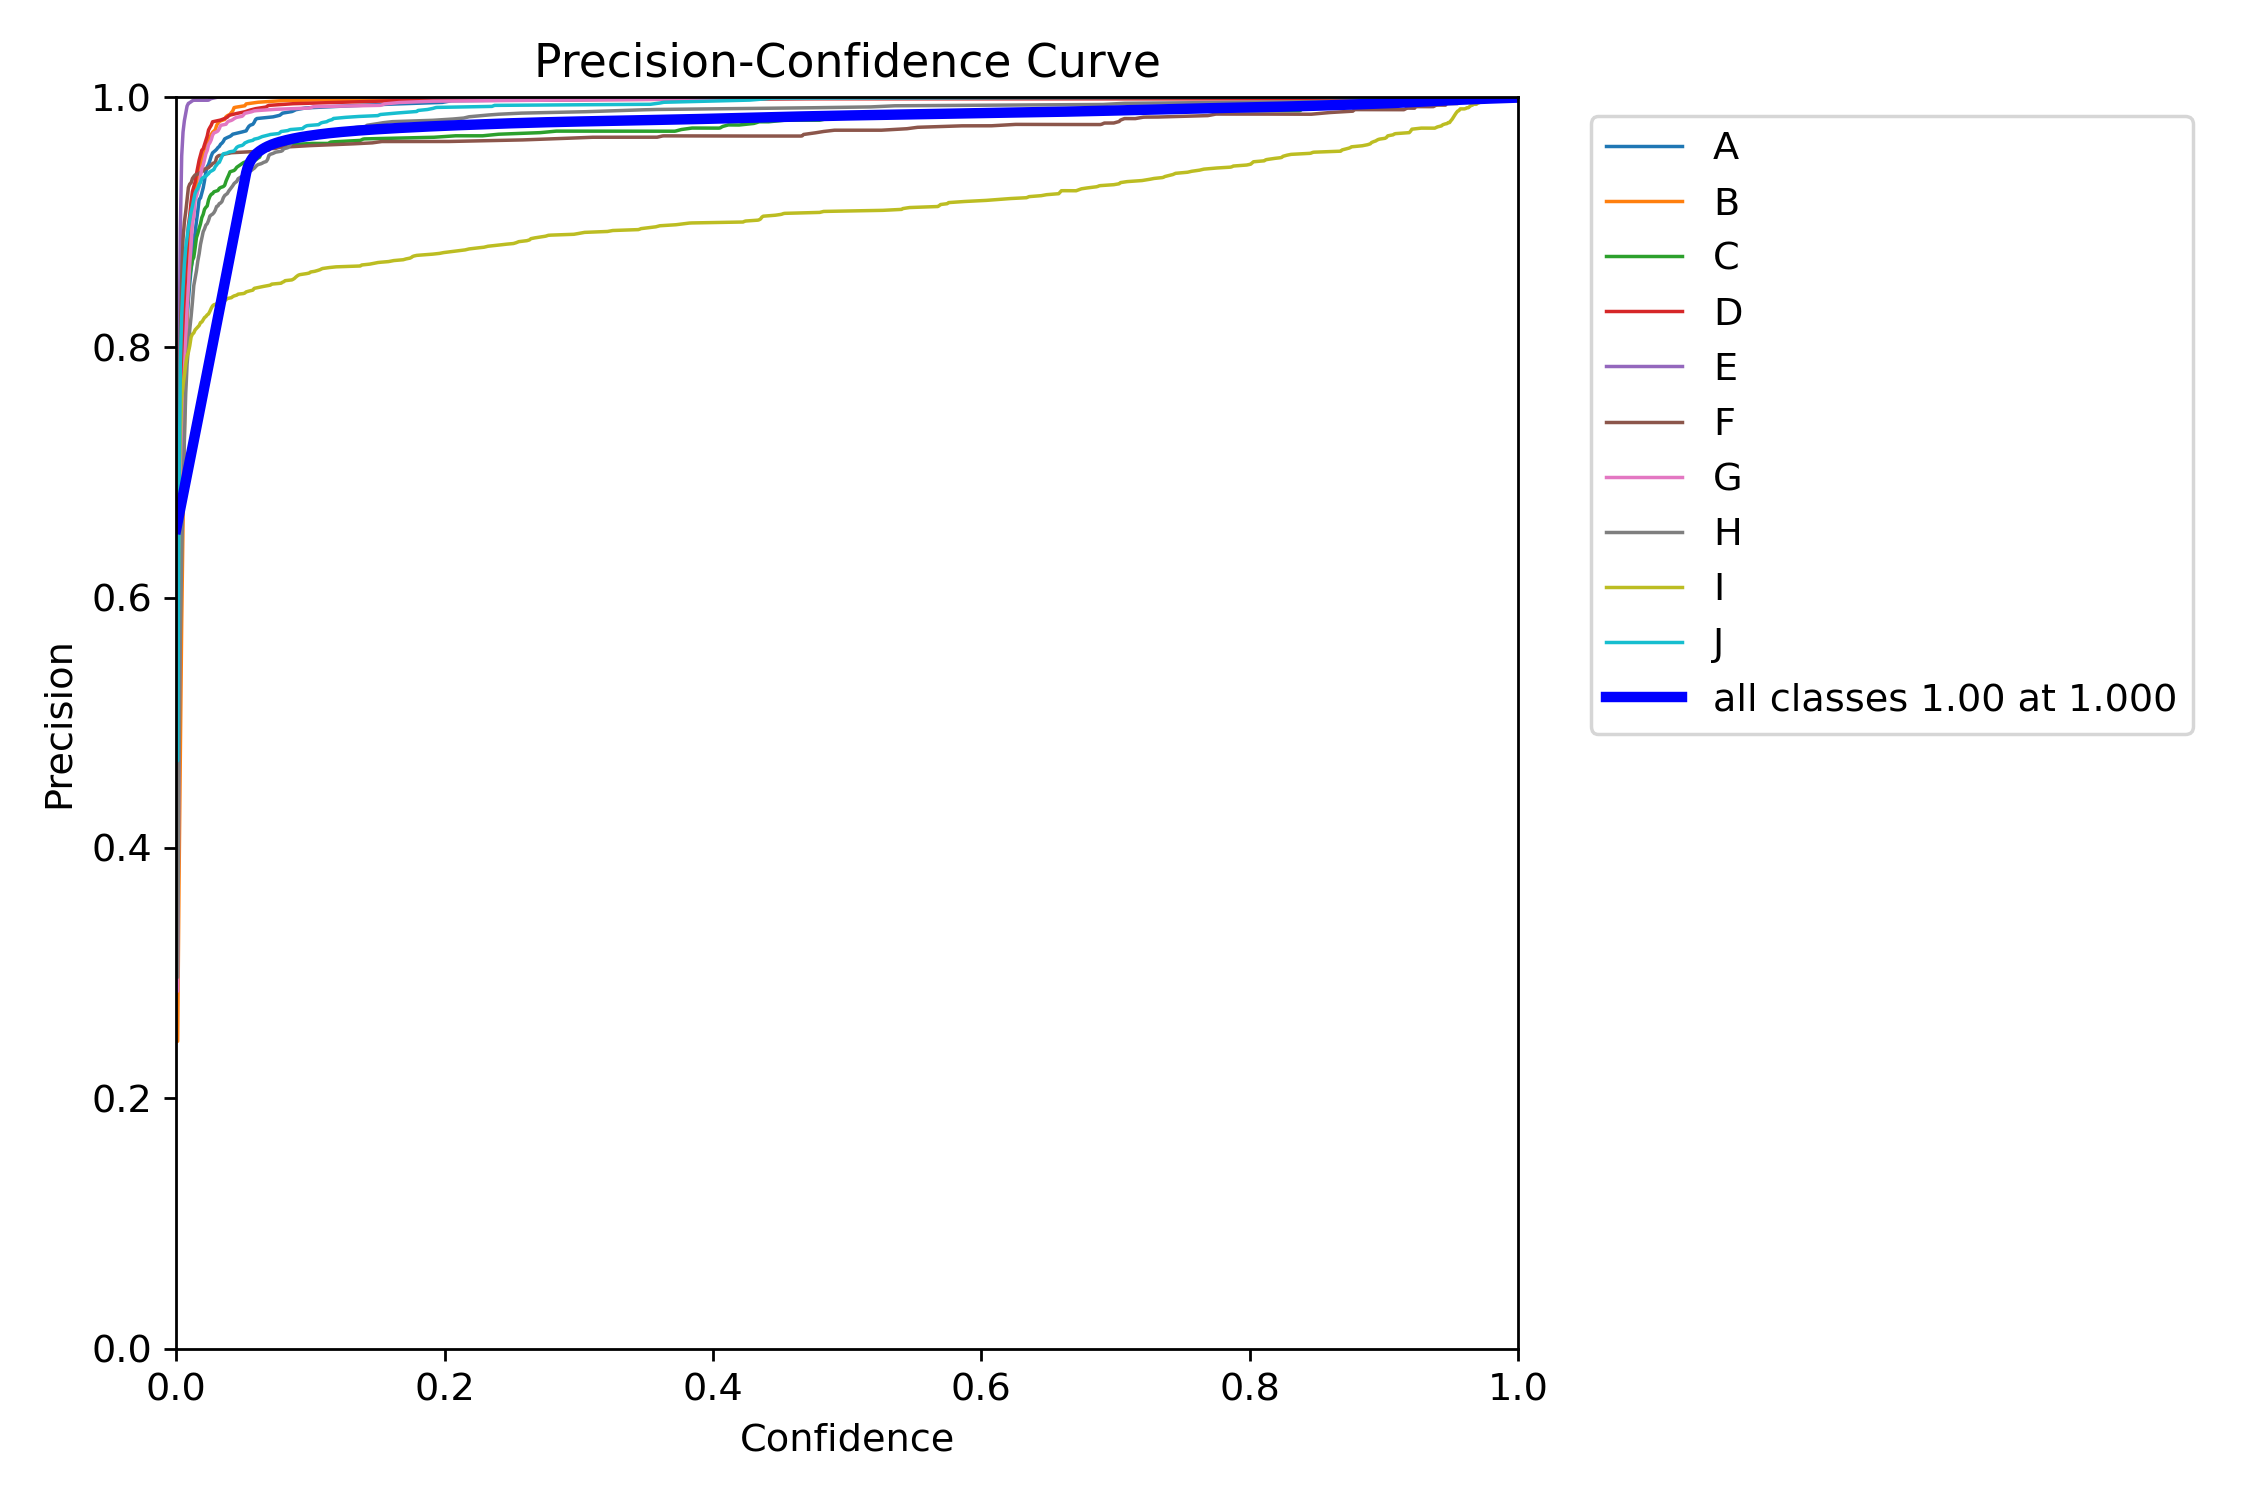 Precision-Confidence Curve
1.0
0.8
0.6
0.4
0.2
0.0
Precision
0.0 0.2 0.4 0.6 0.8 1.0
Confidence
A
B
C
D
E
F
G
H
I
J
all classes 1.00 at 1.000